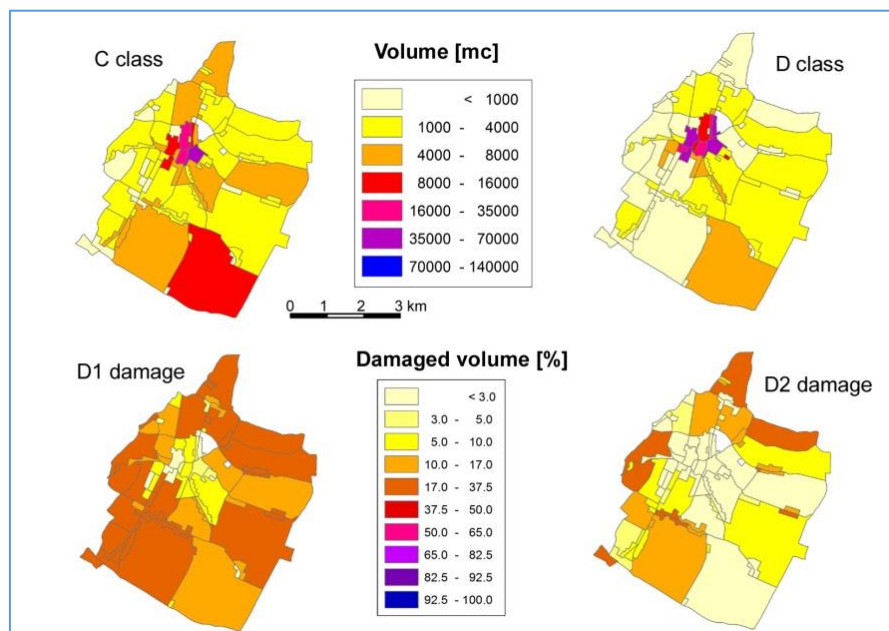 C class
Volume [mc]
D class
< 1000
1000 - 4000
4000 - 8000
8000 - 16000
16000 - 35000
35000 - 70000
70000 - 140000
0 1 2 3 km
D1 damage
Damaged volume [%]
D2 damage
< 3.0
3.0 - 5.0
5.0 - 10.0
10.0 - 17.0
17.0 - 37.5
37.5 - 50.0
50.0 - 65.0
65.0 - 82.5
82.5 - 92.5
92.5 - 100.0